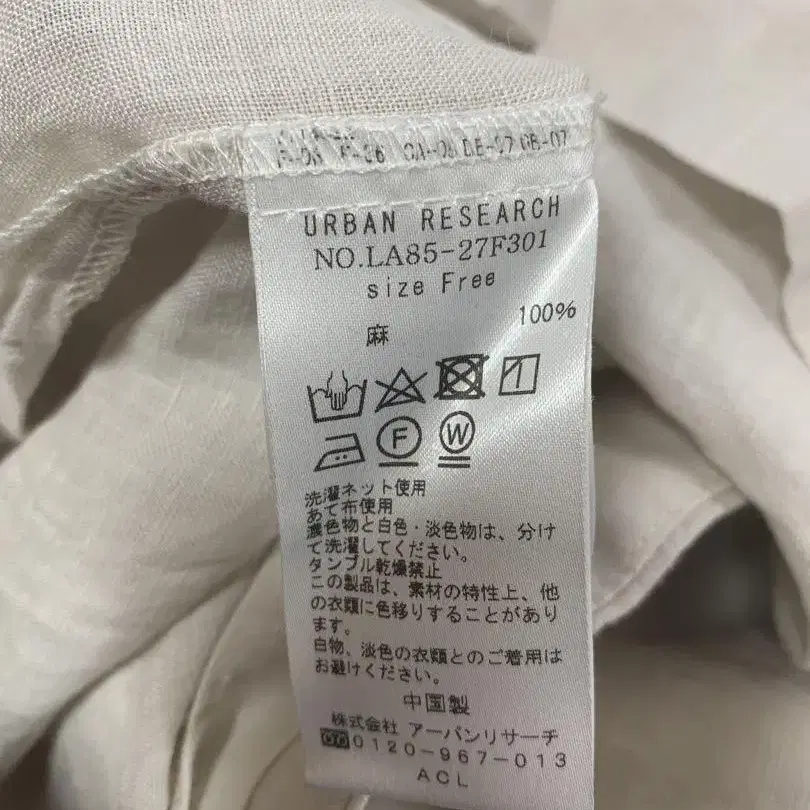 URBAN RESEARCH
NO.LA85-27F301
size Free
100%
麻
F
W
洗濯ネット使用
あて布使用
濃色物と白色・淡色物は、分け
て洗濯してください。
タンブル乾燥禁止
この製品は、素材の特性上、他
の衣類に色移りすることがあり
ます。
白物、淡色の衣類とのご着用は
お避けください。
中国製
株式会社 アーバンリサーチ
0120-967-013
ACL